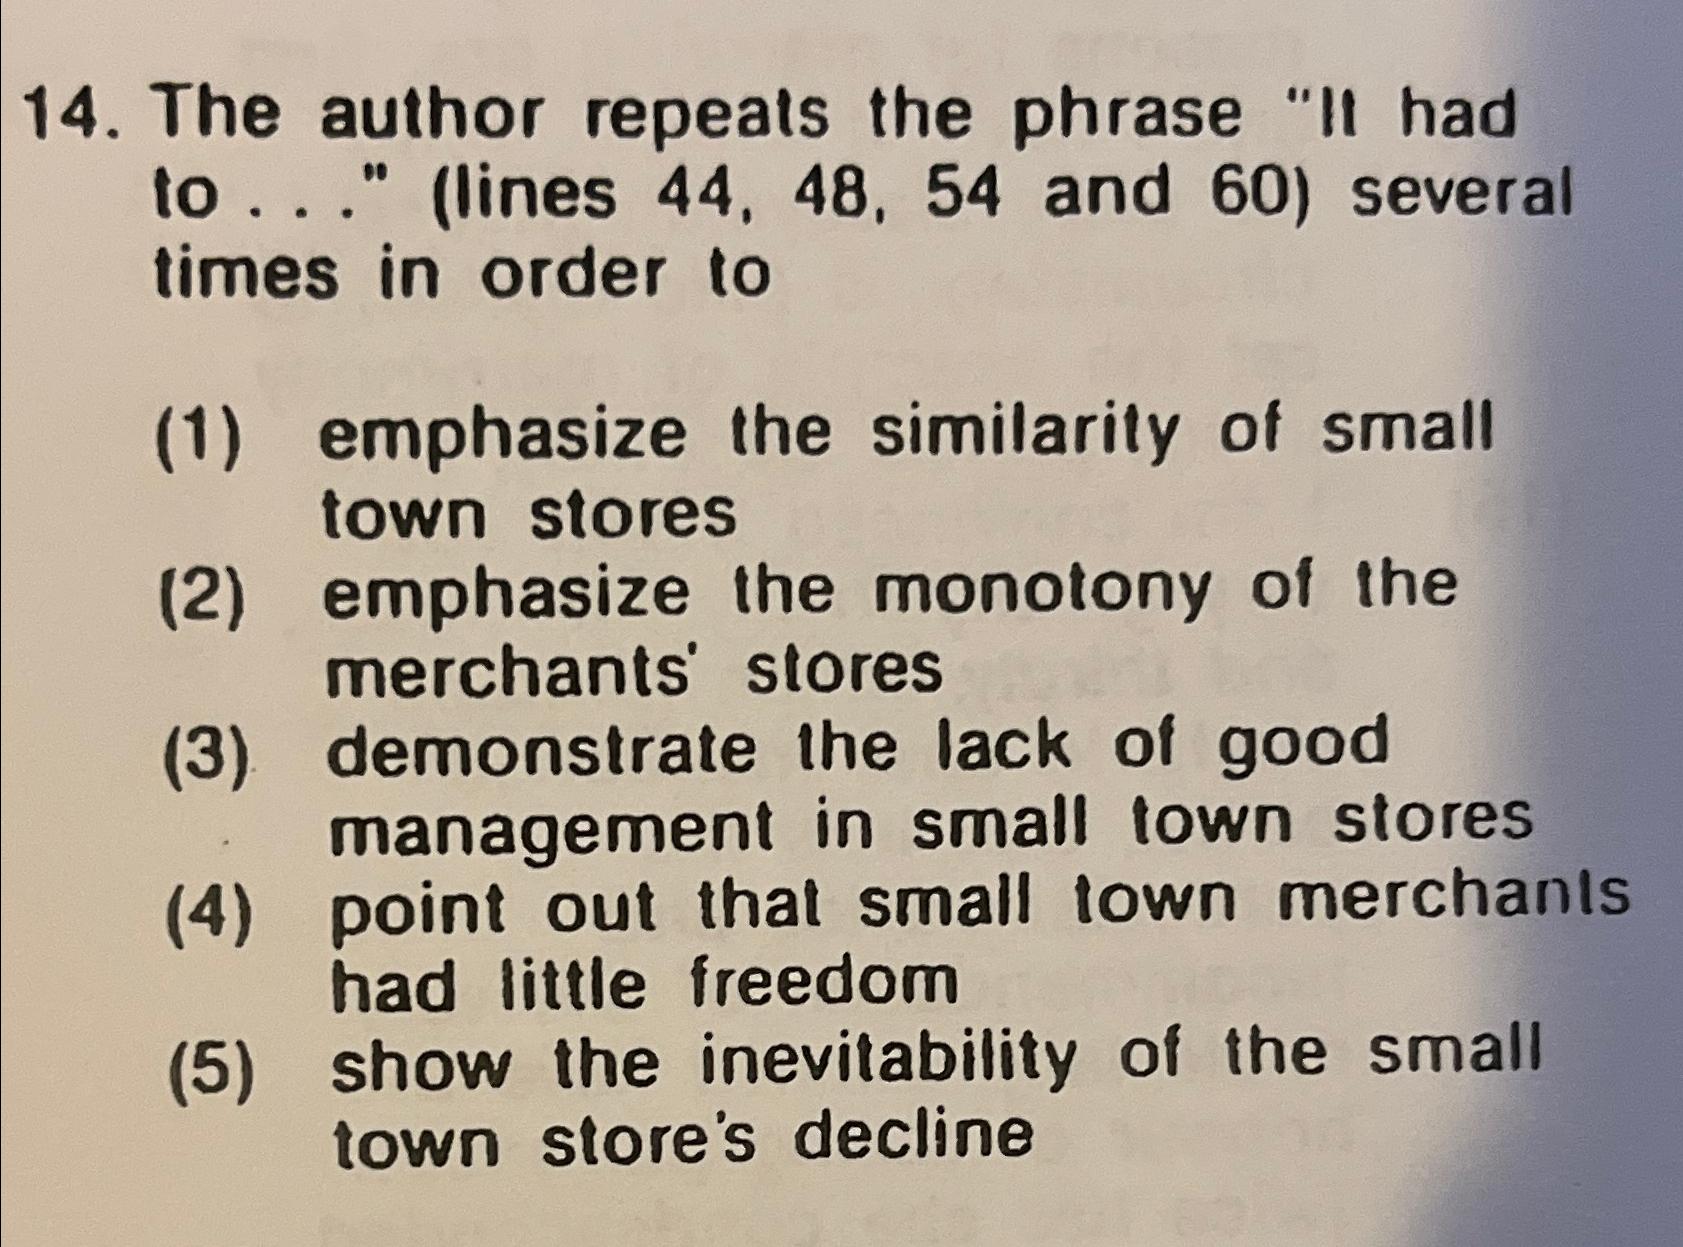 14. The author repeats the phrase "It had
to . . ." (lines 44, 48, 54 and 60) several
times in order to
(1) emphasize the similarity of small
town stores
(2) emphasize the monotony of the
merchants' stores
(3) demonstrate the lack of good
management in small town stores
(4) point out that small town merchants
had little freedom
(5) show the inevitability of the small
town store's decline